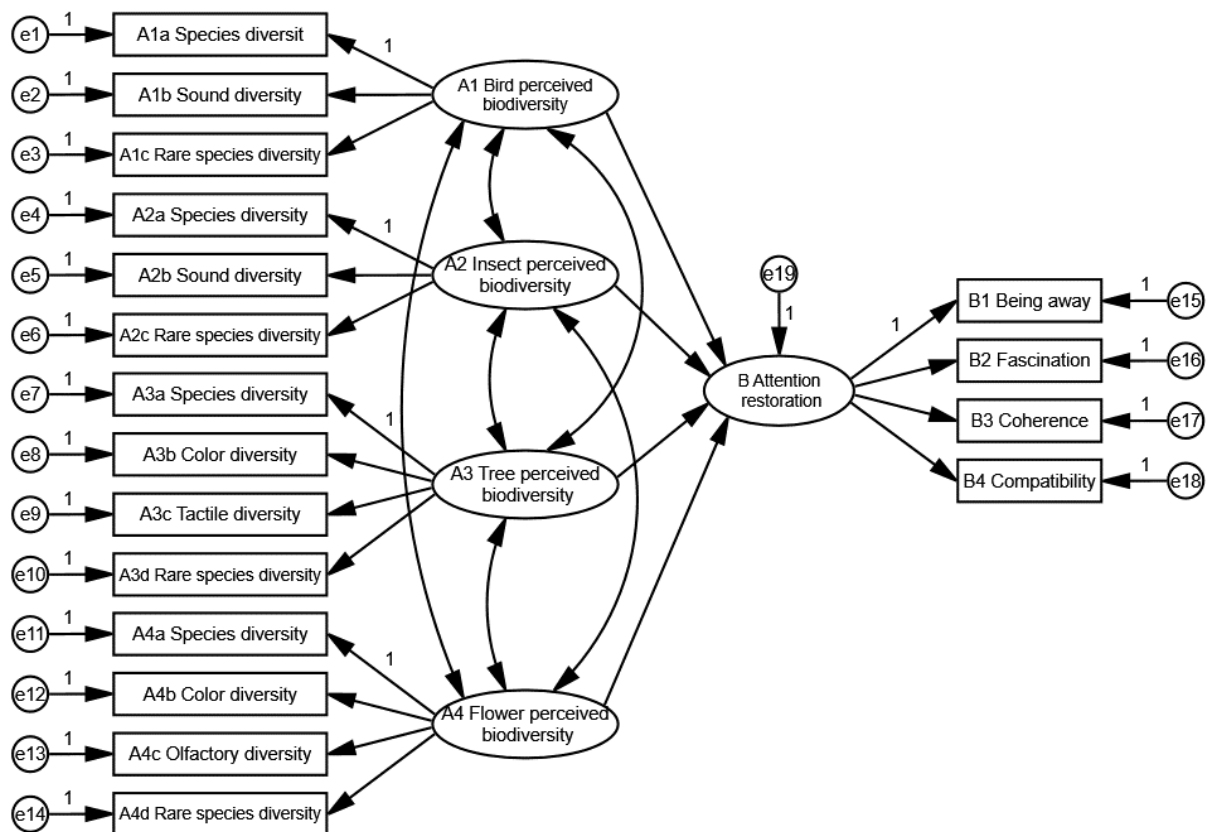 e1
1
A1a Species diversit
e2
1
A1b Sound diversity
e3
1
A1c Rare species diversity
e4
1
A2a Species diversity
e5
1
A2b Sound diversity
e6
1
A2c Rare species diversity
e7
1
A3a Species diversity
e8
1
A3b Color diversity
e9
1
A3c Tactile diversity
e10
1
A3d Rare species diversity
e11
1
A4a Species diversity
e12
1
A4b Color diversity
e13
1
A4c Olfactory diversity
e14
1
A4d Rare species diversity
1
A1 Bird perceived
biodiversity
1
A2 Insect perceived
biodiversity
1
A3 Tree perceived
biodiversity
1
A4 Flower perceived
biodiversity
e19
1
B Attention
restoration
1
B1 Being away
1
e15
B2 Fascination
1
e16
B3 Coherence
1
e17
B4 Compatibility
1
e18